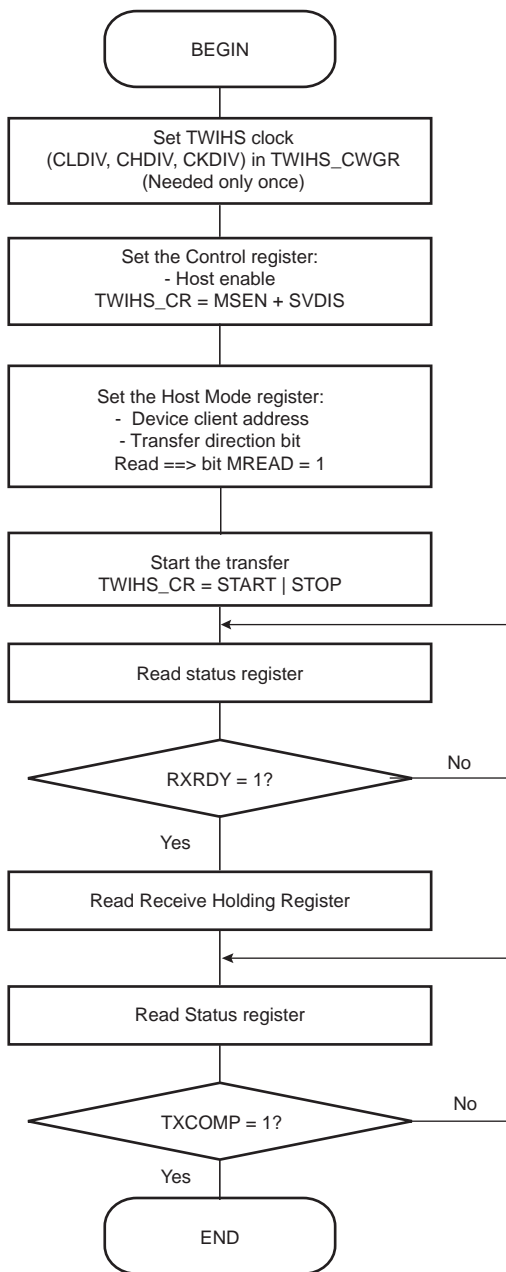 BEGIN
Set TWIHS clock
(CLDIV, CHDIV, CKDIV) in TWIHS_CWGR
(Needed only once)
Set the Control register:
- Host enable
TWIHS_CR = MSEN + SVDIS
Set the Host Mode register:
- Device client address
- Transfer direction bit
Read ==> bit MREAD = 1
Start the transfer
TWIHS_CR = START | STOP
Read status register
RXRDY = 1?
No
Yes
Read Receive Holding Register
Read Status register
TXCOMP = 1?
No
Yes
END